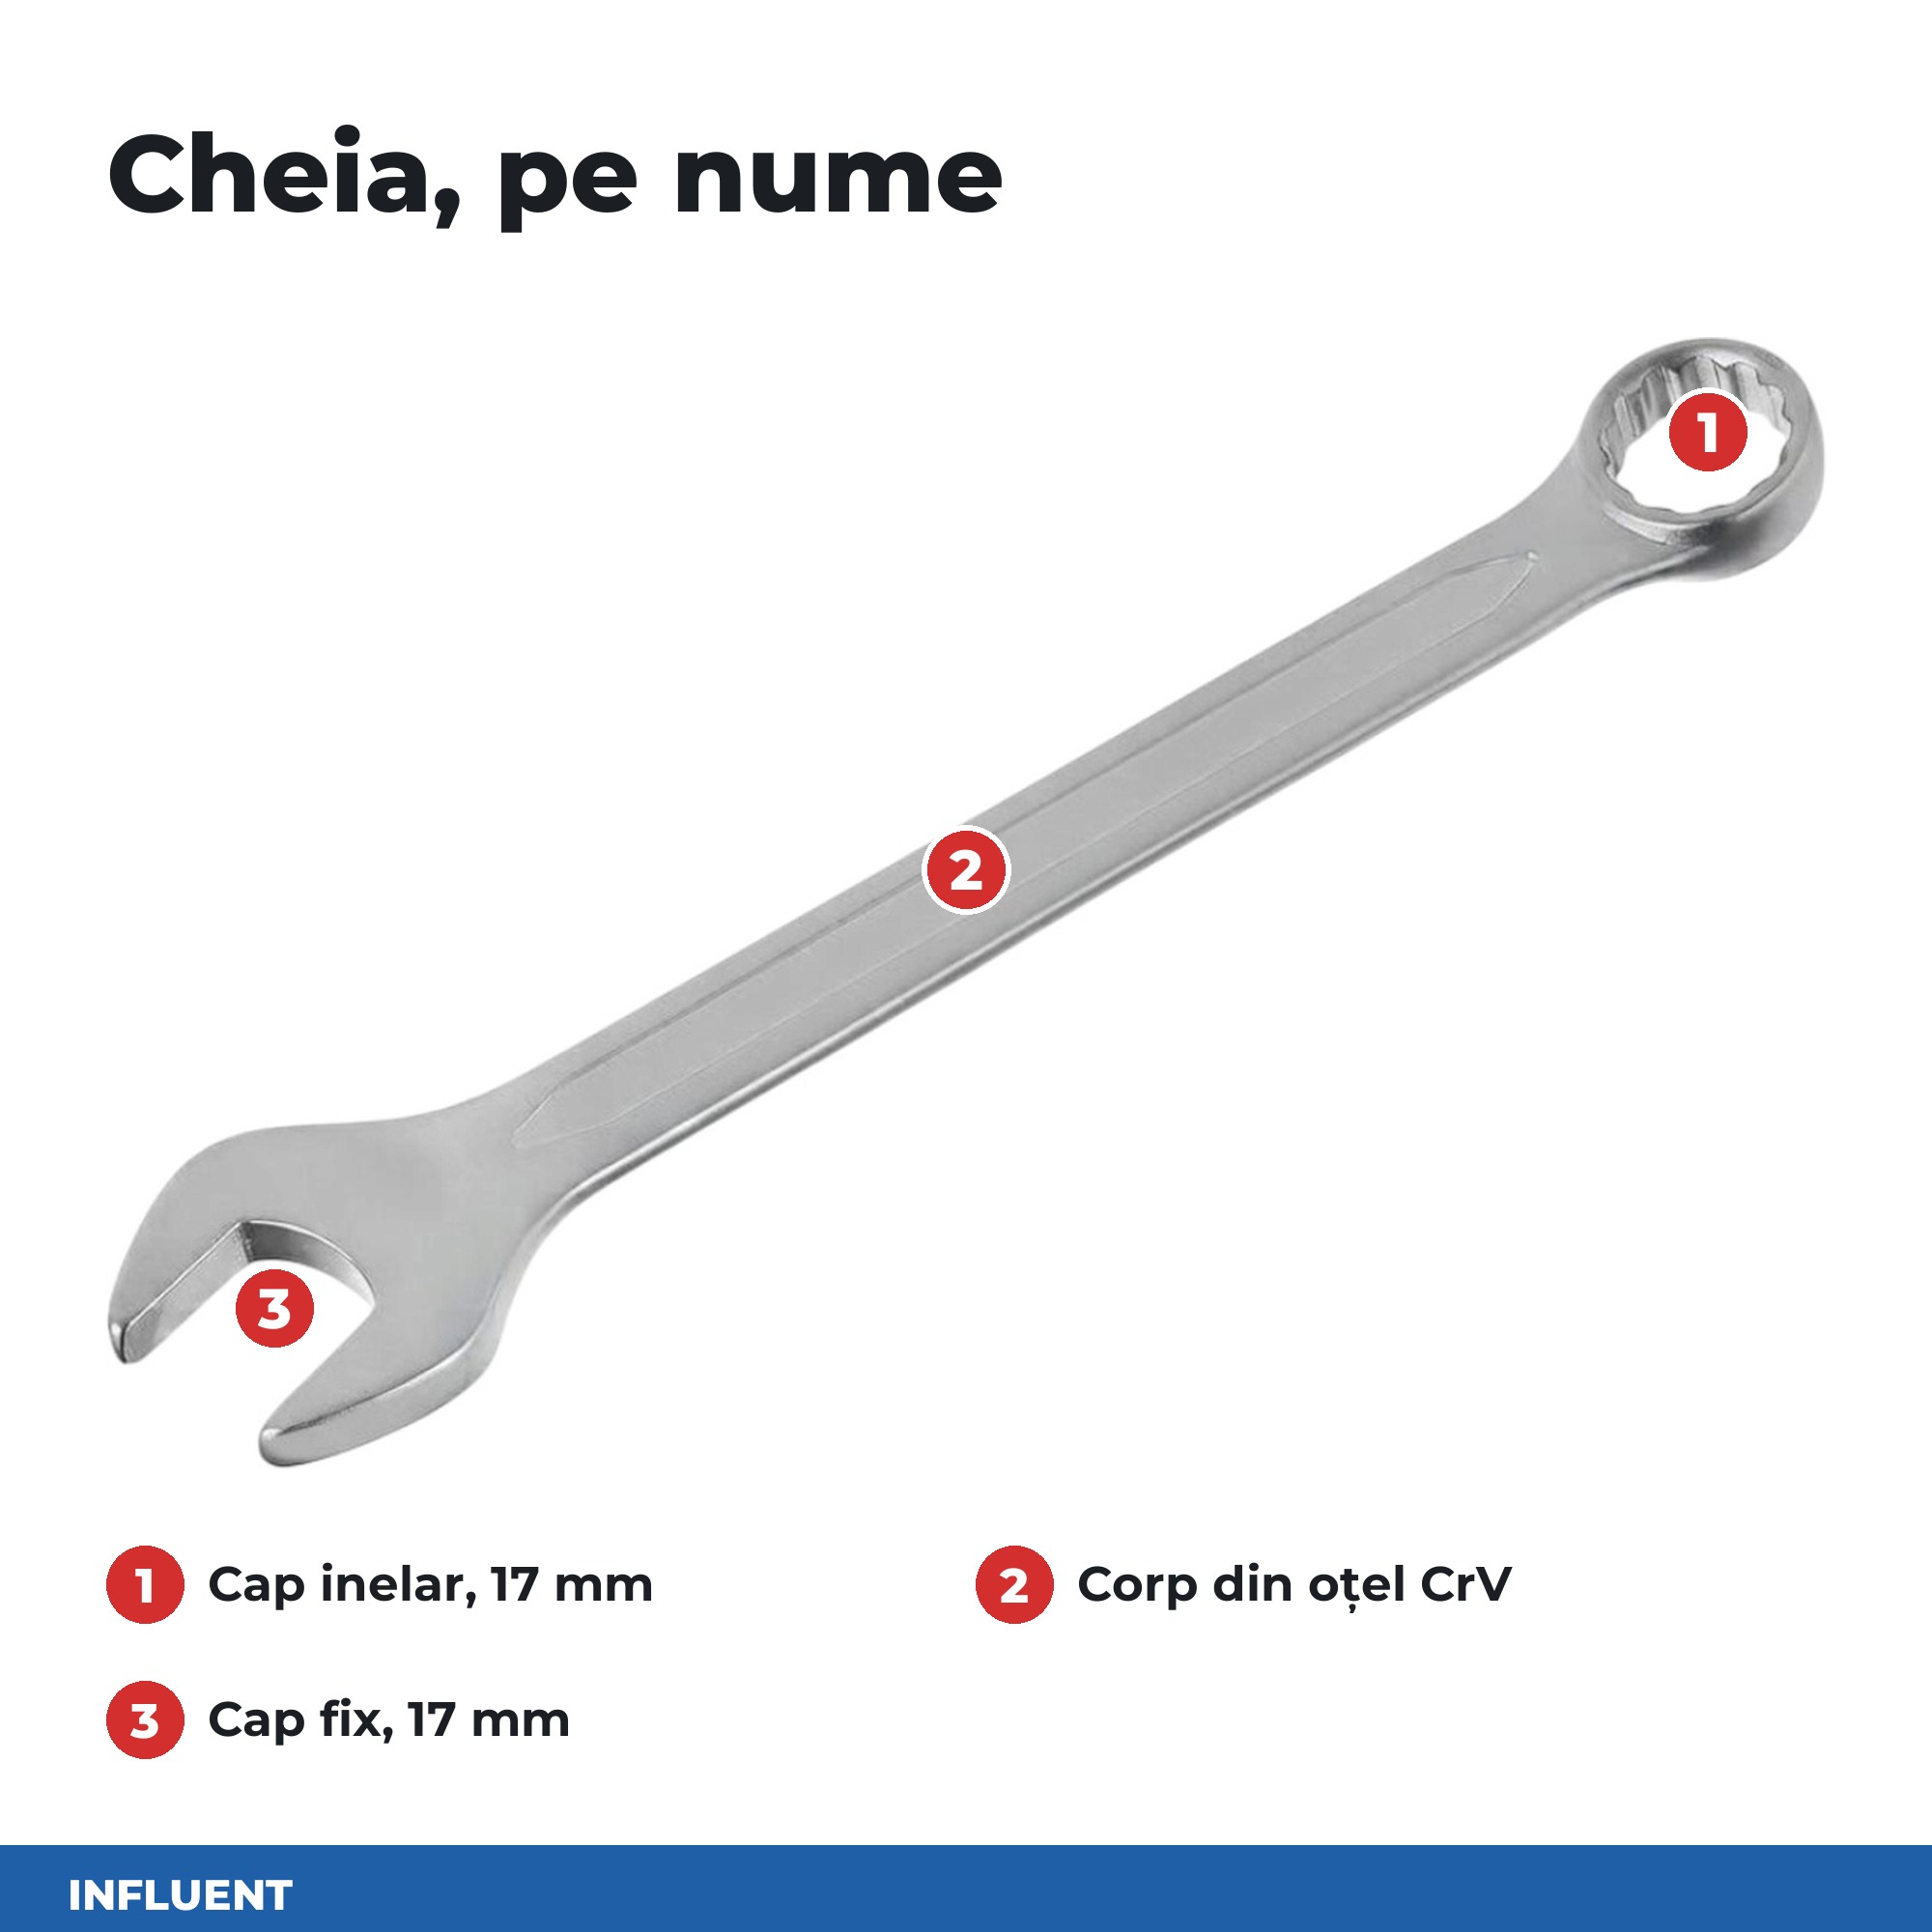 Cheia, pe nume
1
2
3
1 Cap inelar, 17 mm
2 Corp din oțel CrV
3 Cap fix, 17 mm
INFLUENT